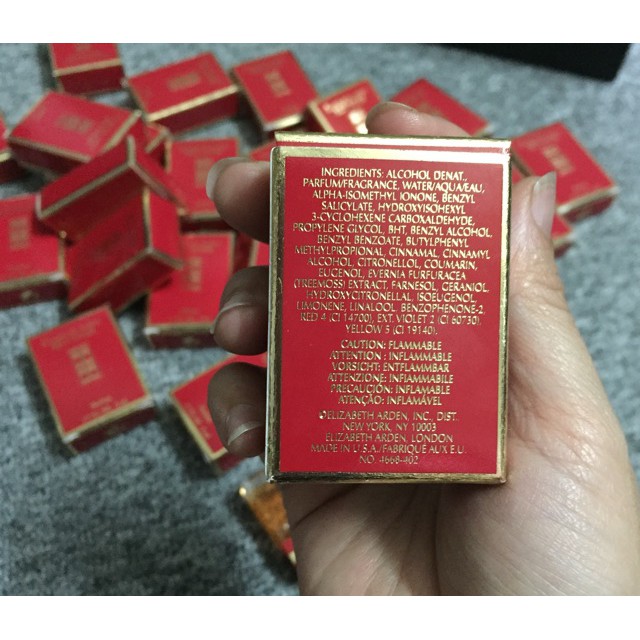 INGREDIENTS: ALCOHOL DENAT.,
PARFUM/FRAGRANCE, WATER/AQUA/EAU,
ALPHA-ISOMETHYL IONONE, BENZYL
SALICYLATE, HYDROXYISOHEXYL
3-CYCLOHEXENE CARBOXALDEHYDE,
PROPYLENE GLYCOL, BHT, BENZYL ALCOHOL,
BENZYL BENZOATE, BUTYLPHENYL
METHYLPROPIONAL, CINNAMAL, CINNAMYL
ALCOHOL, CITRONELLOL, COUMARIN,
EUGENOL, EVERNIA FURFURACEA
(TREEMOSS) EXTRACT, FARNESOL, GERANIOL,
HYDROXYCITRONELLAL, ISOEUGENOL,
LIMONENE, LINALOOL, BENZOPHENONE-2,
RED 4 (CI 14700), EXT. VIOLET 2 (CI 60730),
YELLOW 5 (CI 19140).
CAUTION: FLAMMABLE
ATTENTION : INFLAMMABLE
VORSICHT: ENTFLAMMBAR
ATTENZIONE: INFIAMMABILE
PRECAUCIÓN: INFLAMABLE
ATENÇÃO: INFLAMÁVEL
©ELIZABETH ARDEN, INC. DIST.
NEW YORK, NY 10003
ELIZABETH ARDEN, LONDON
MADE IN U.S.A./FABRIQUÉ AUX E.U.
NO. 4668-402